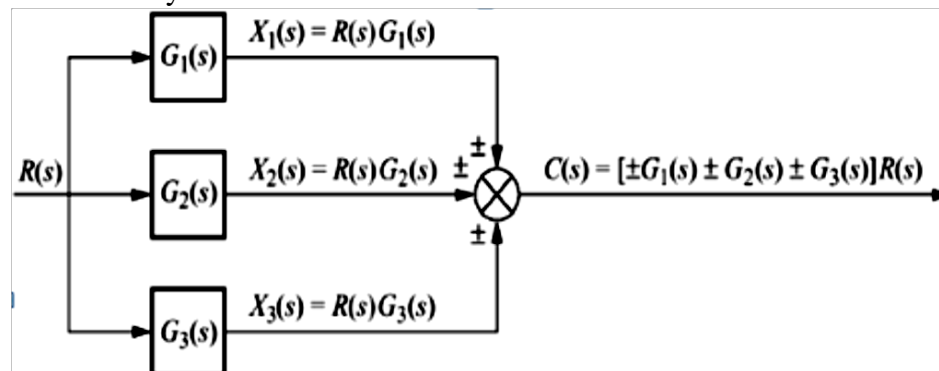 X₁(s) = R(s)G₁(s)
G₁(s)
±
R(s)
X₂(s) = R(s)G₂(s)
±
C(s) = [±G₁(s) ± G₂(s) ± G₃(s)]R(s)
G₂(s)
±
X₃(s) = R(s)G₃(s)
G₃(s)